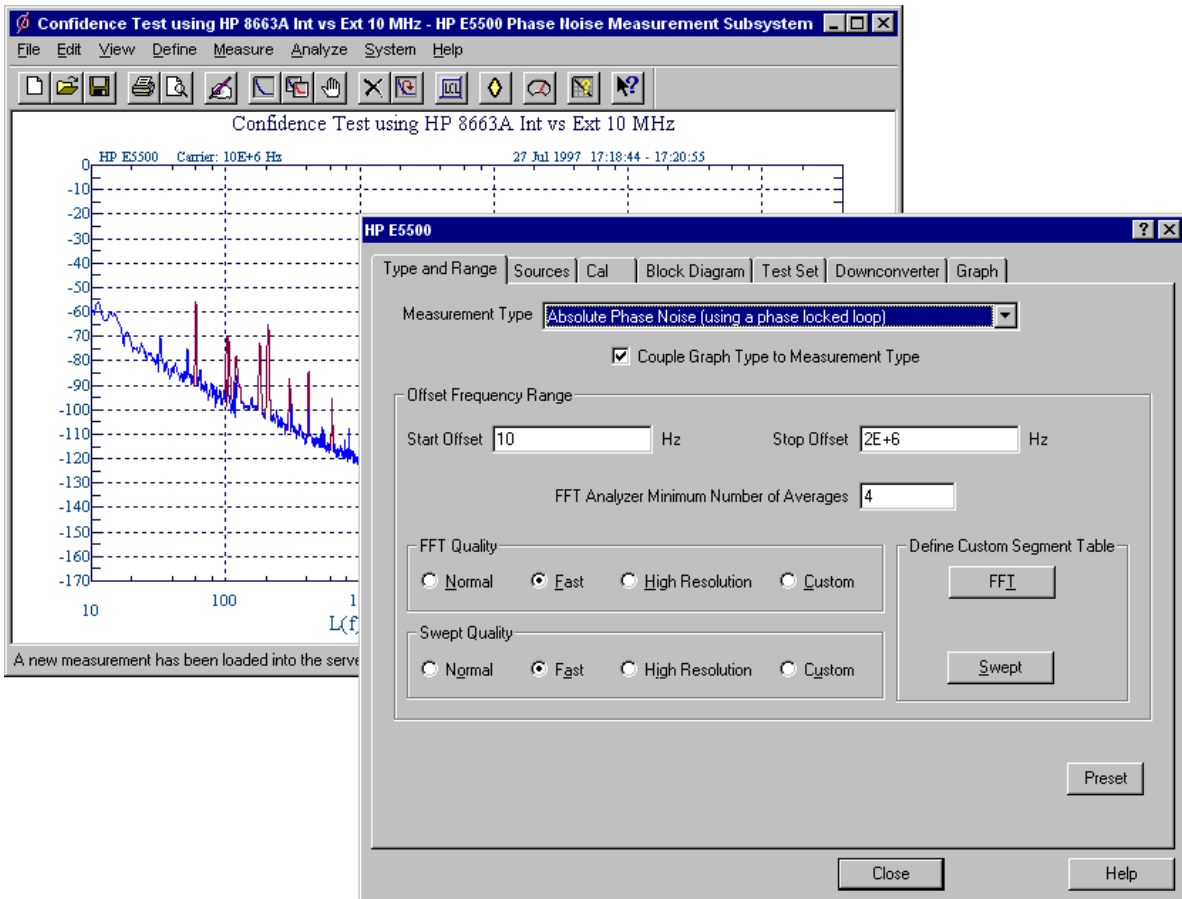 Confidence Test using HP 8663A Int vs Ext 10 MHz - HP E5500 Phase Noise Measurement Subsystem
File Edit View Define Measure Analyze System Help
Confidence Test using HP 8663A Int vs Ext 10 MHz
HP E5500 Carrier: 10E+6 Hz 27 Jul 1997 17:18:44 - 17:20:55
0
-10
-20
-30
-40
-50
-60
-70
-80
-90
-100
-110
-120
-130
-140
-150
-160
-170
10 100 1
L(f)
A new measurement has been loaded into the serve
HP E5500
Type and Range Sources Cal Block Diagram Test Set Downconverter Graph
Measurement Type Absolute Phase Noise (using a phase locked loop)
Couple Graph Type to Measurement Type
Offset Frequency Range
Start Offset 10 Hz Stop Offset 2E+6 Hz
FFT Analyzer Minimum Number of Averages 4
FFT Quality
Normal Fast High Resolution Custom
Define Custom Segment Table
FFT
Swept Quality
Normal Fast High Resolution Custom
Swept
Preset
Close Help